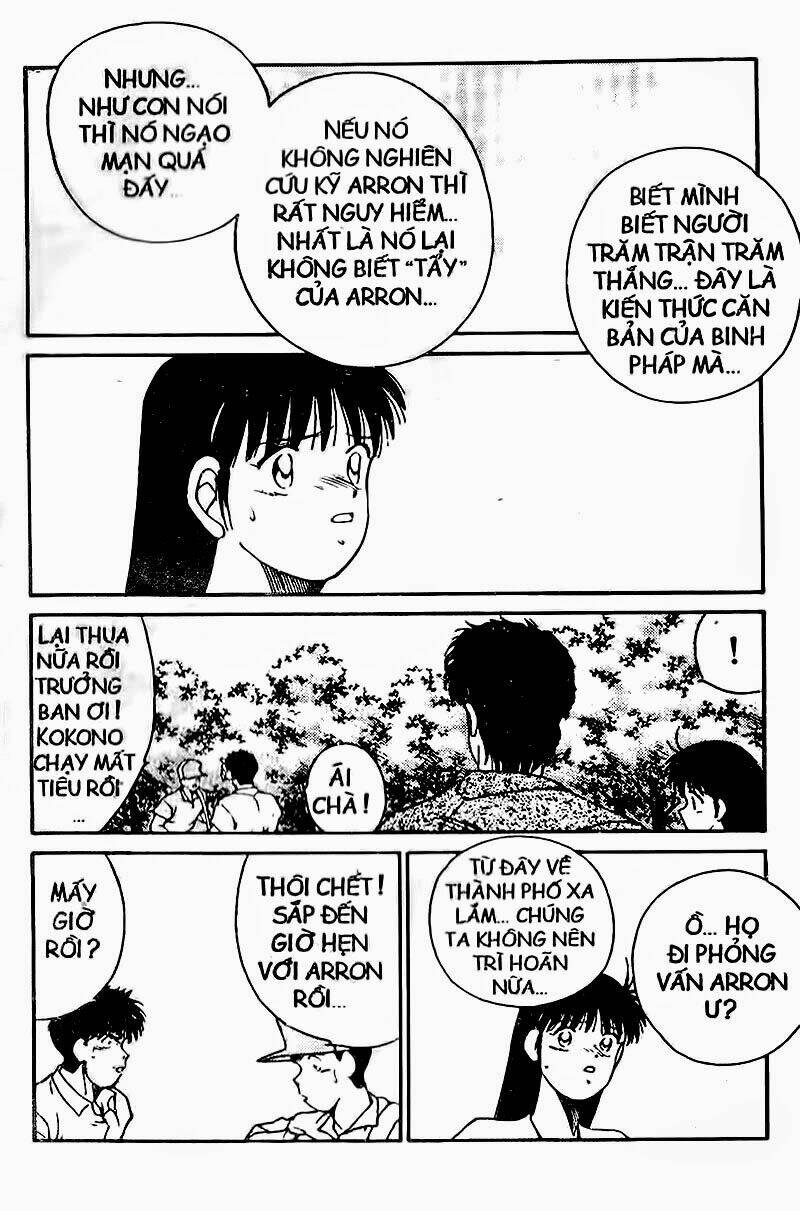 NHƯNG...
NHƯ CON NÓI
THÌ NÓ NGẠO
MẠN QUÁ
ĐẤY...
NẾU NÓ
KHÔNG NGHIÊN
CỨU KỸ ARRON THÌ
RẤT NGUY HIỂM...
NHẤT LÀ NÓ LẠI
KHÔNG BIẾT “TẨY”
CỦA ARRON...
BIẾT MÌNH
BIẾT NGƯỜI
TRĂM TRẬN TRĂM
THẮNG... ĐÂY LÀ
KIẾN THỨC CĂN
BẢN CỦA BINH
PHÁP MÀ...
LẠI THUA
NỮA RỒI
TRƯỞNG
BAN ƠI!
KOKONO
CHẠY MẤT
TIÊU RỒI
...
ÁI
CHÀ!
!
MẤY
GIỜ
RỒI?
THÔI CHẾT!
SẮP ĐẾN
GIỜ HẸN
VỚI ARRON
RỒI...
TỪ ĐÂY VỀ
THÀNH PHỐ XA
LẮM... CHÚNG
TA KHÔNG NÊN
TRÌ HOÃN
NỮA...
Ồ... HỌ
ĐI PHỎNG
VẤN ARRON
Ư?